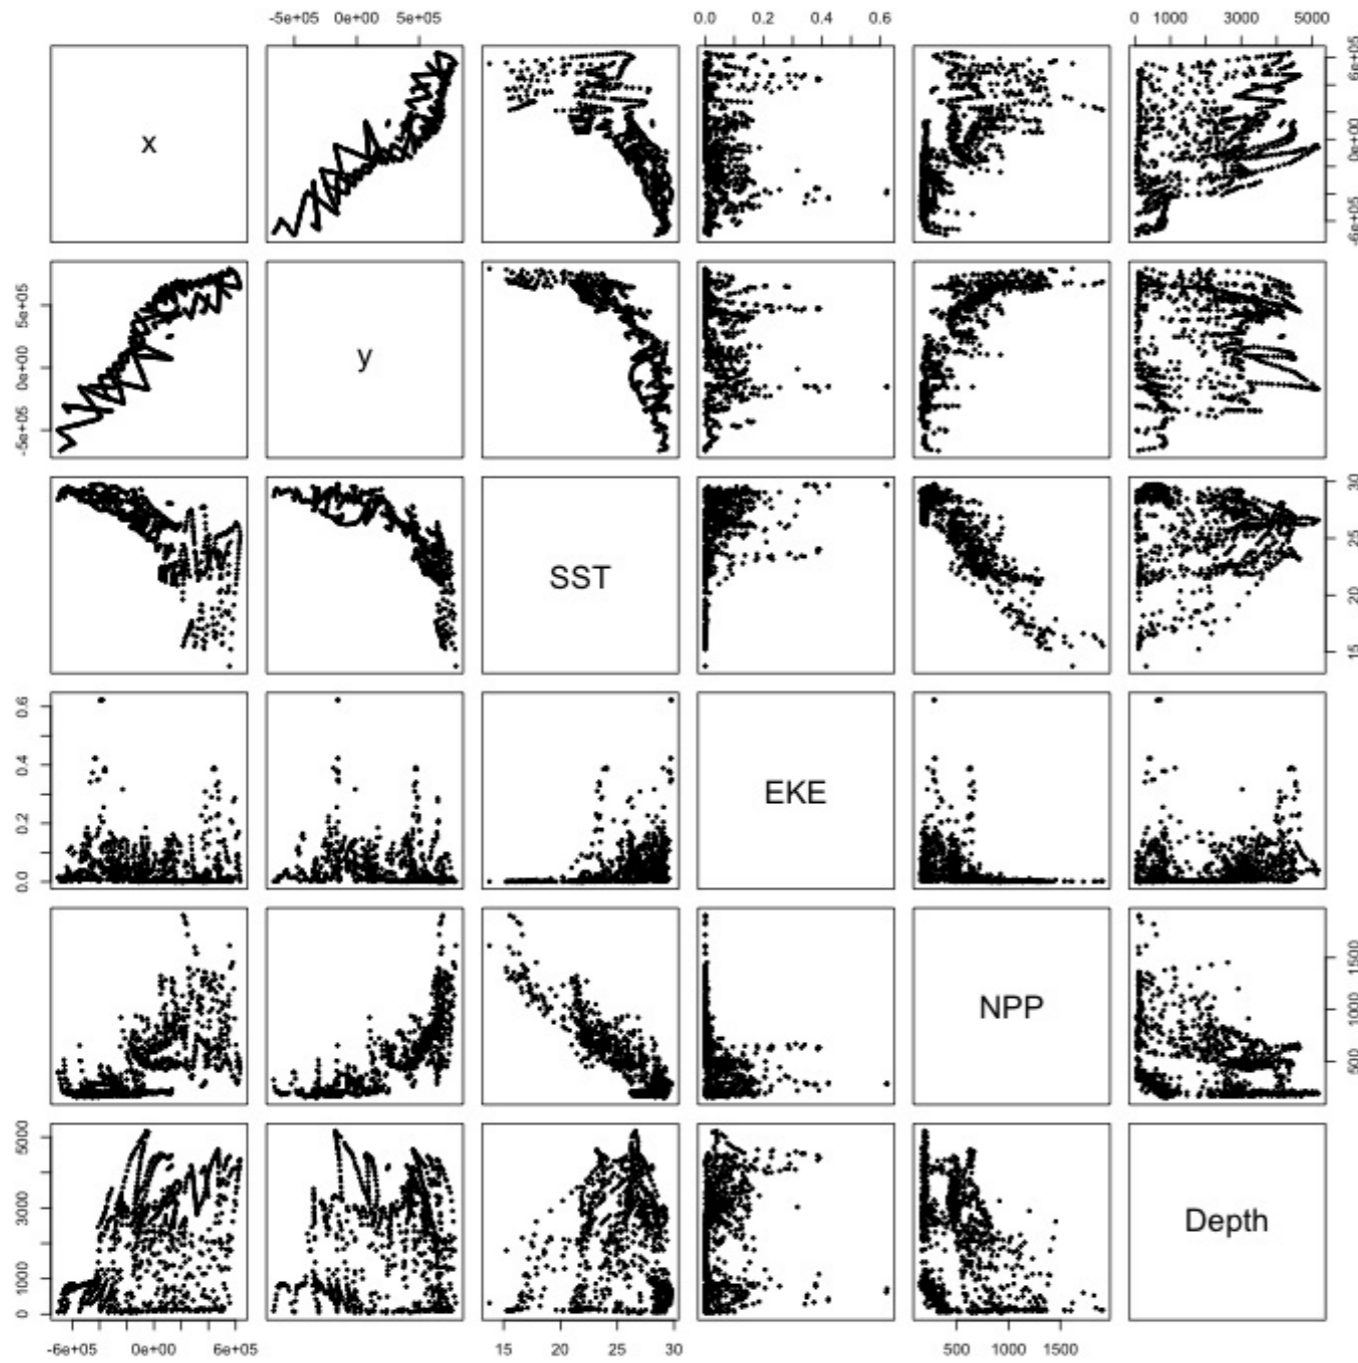 -5e+05 0e+00 5e+05 0.0 0.2 0.4 0.6 0 1000 3000 5000
x -6e+05 0e+00 6e+05
-5e+05 0e+00 5e+05 y
SST 15 20 25 30
0.0 0.2 0.4 0.6 EKE
NPP 500 1000 1500
0 1000 3000 5000 Depth
-6e+05 0e+00 6e+05 15 20 25 30 500 1000 1500